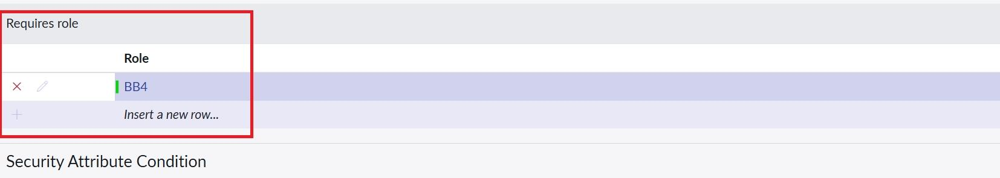 Requires role
Role
BB4
Insert a new row...
Security Attribute Condition